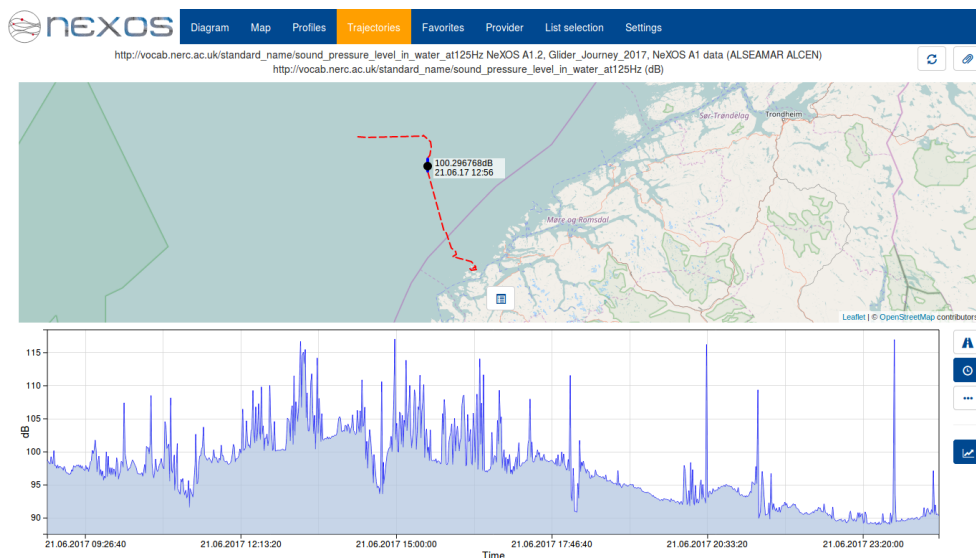 nexos
Diagram Map Profiles Trajectories Favorites Provider List selection Settings
http://vocab.nerc.ac.uk/standard_name/sound_pressure_level_in_water_at125Hz NeXOS A1.2, Glider_Journey_2017, NeXOS A1 data (ALSEAMAR ALCEN)
http://vocab.nerc.ac.uk/standard_name/sound_pressure_level_in_water_at125Hz (dB)
Sør-Trøndelag
Trondheim
100.296768dB
21.06.17 12:56
Møre og Romsdal
Leaflet | © OpenStreetMap contributors
115
110
105
100
95
90
dB
21.06.2017 09:26:40 21.06.2017 12:13:20 21.06.2017 15:00:00 21.06.2017 17:46:40 21.06.2017 20:33:20 21.06.2017 23:20:00
Time